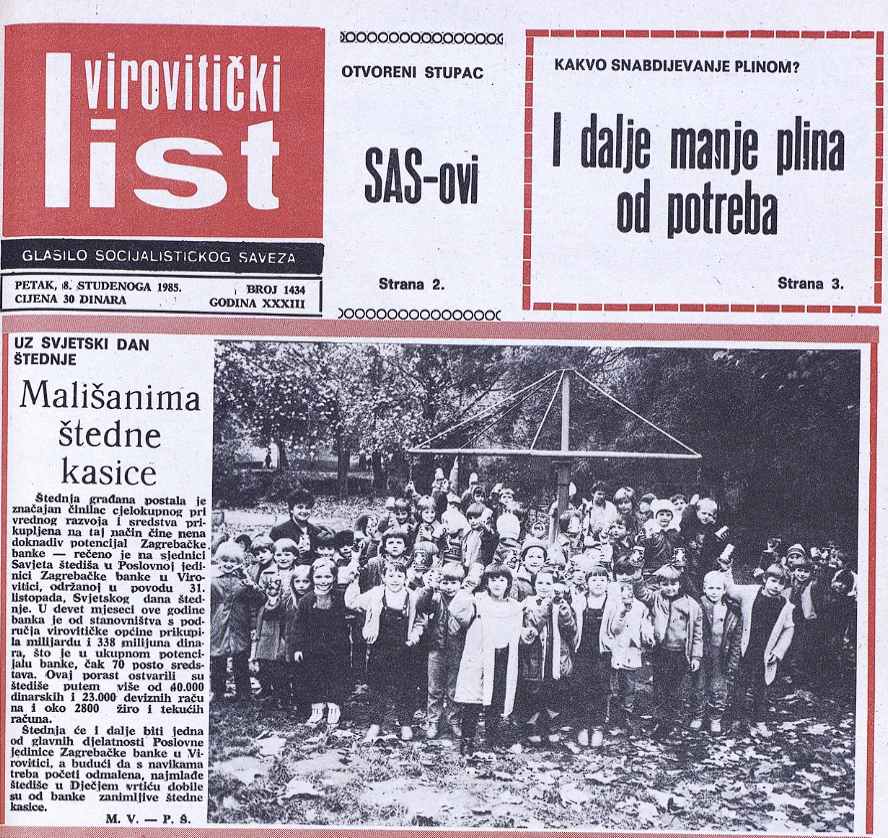 virovitički
list
GLASILO SOCIJALISTIČKOG SAVEZA
PETAK, 8. STUDENOGA 1985.
CIJENA 30 DINARA
BROJ 1434
GODINA XXXIII
OTVORENI STUPAC
SAS-ovi
Strana 2.
KAKVO SNABDIJEVANJE PLINOM?
I dalje manje plina
od potreba
Strana 3.
UZ SVJETSKI DAN
ŠTEDNJE
Mališanima
štedne
kasice
Štednja građana postala je
značajan činilac cjelokupnog pri
vrednog razvoja i sredstva pri-
kupljena na taj način čine nena
doknadiv potencijal Zagrebačke
banke — rečeno je na sjednici
Savjeta štediša u Poslovnoj jedi
nici Zagrebačke banke u Viro-
vitici, održanoj u povodu 31.
listopada, Svjetskog dana šted-
nje. U devet mjeseci ove godine
banka je od stanovništva s pod-
ručja virovitičke općine prikupi-
la milijardu i 338 milijuna dina-
ra, što je u ukupnom potenci-
jalu banke, čak 70 posto sreds-
tava. Ovaj porast ostvarili su
štediše putem više od 40.000
dinarskih i 23.000 deviznih raču
na i oko 2800 žiro i tekućih
računa.
Štednja će i dalje biti jedna
od glavnih djelatnosti Poslovne
jedinice Zagrebačke banke u Vi-
rovitici, a budući da s navikama
treba početi odmalena, najmlađe
štediše u Dječjem vrtiću dobile
su od banke zanimljive štedne
kasice.
M. V. — P. Š.